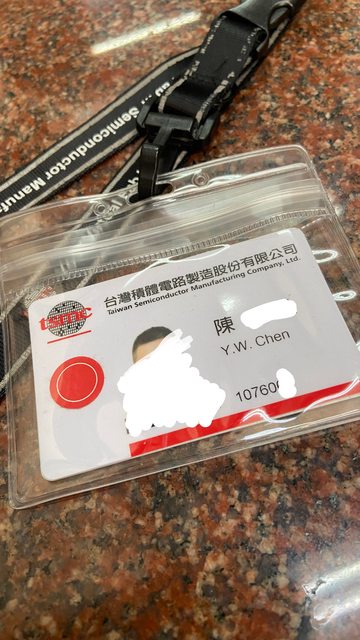 Semiconductor Manu
tsmc
台灣積體電路製造股份有限公司
Taiwan Semiconductor Manufacturing Company, Ltd.
陳
Y.W. Chen
10760